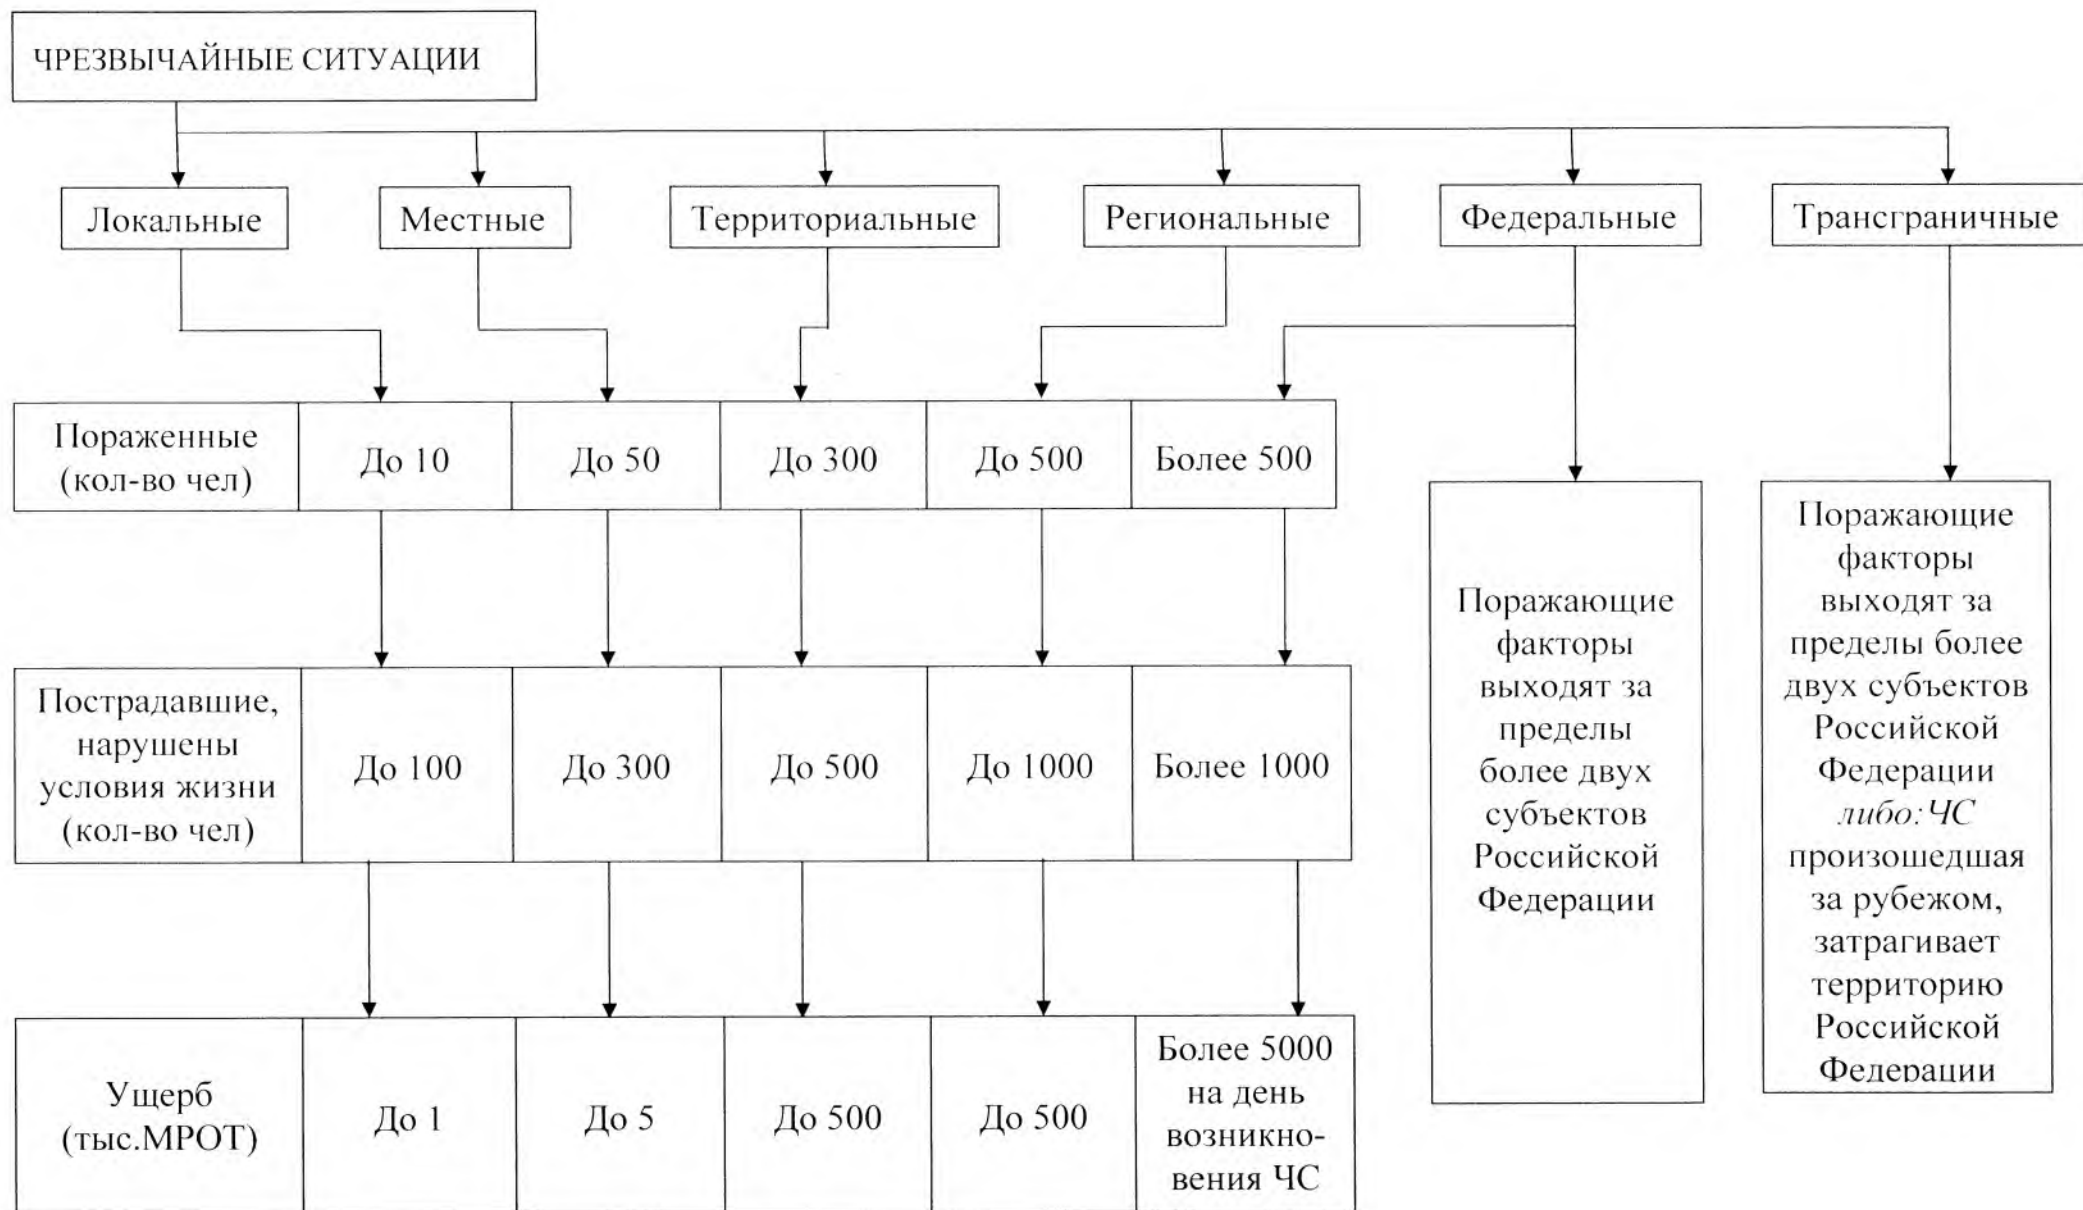 ЧРЕЗВЫЧАЙНЫЕ СИТУАЦИИ
Локальные
Местные
Территориальные
Региональные
Федеральные
Трансграничные
Пораженные
(кол-во чел)
До 10
До 50
До 300
До 500
Более 500
Пострадавшие,
нарушены
условия жизни
(кол-во чел)
До 100
До 300
До 500
До 1000
Более 1000
Ущерб
(тыс.МРОТ)
До 1
До 5
До 500
До 500
Более 5000
на день
возникно-
вения ЧС
Поражающие
факторы
выходят за
пределы
более двух
субъектов
Российской
Федерации
Поражающие
факторы
выходят за
пределы более
двух субъектов
Российской
Федерации
либо: ЧС
произошедшая
за рубежом,
затрагивает
территорию
Российской
Федерации